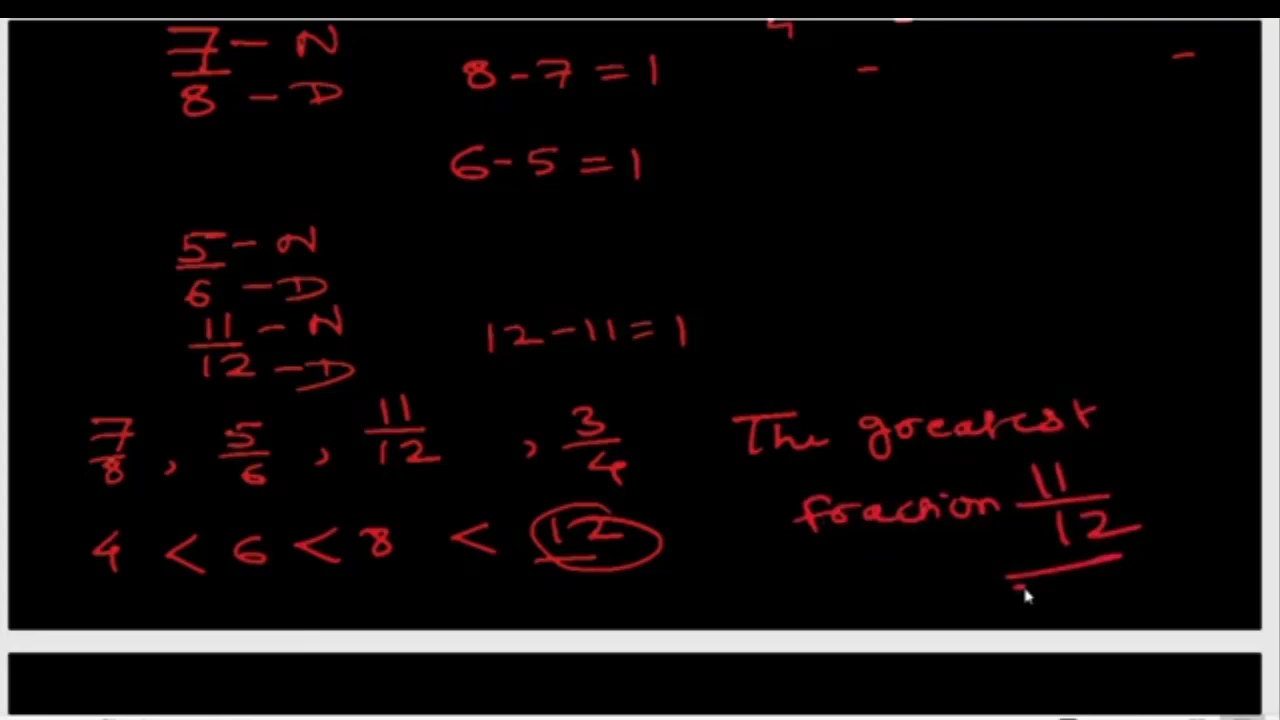 7 - N
8 - D
8 - 7 = 1
6 - 5 = 1
5 - N
6 - D
11 - N
12 - D
12 - 11 = 1
7/8 , 5/6 , 11/12 , 3/4
4 < 6 < 8 < 12
The greatest
fraction 11/12